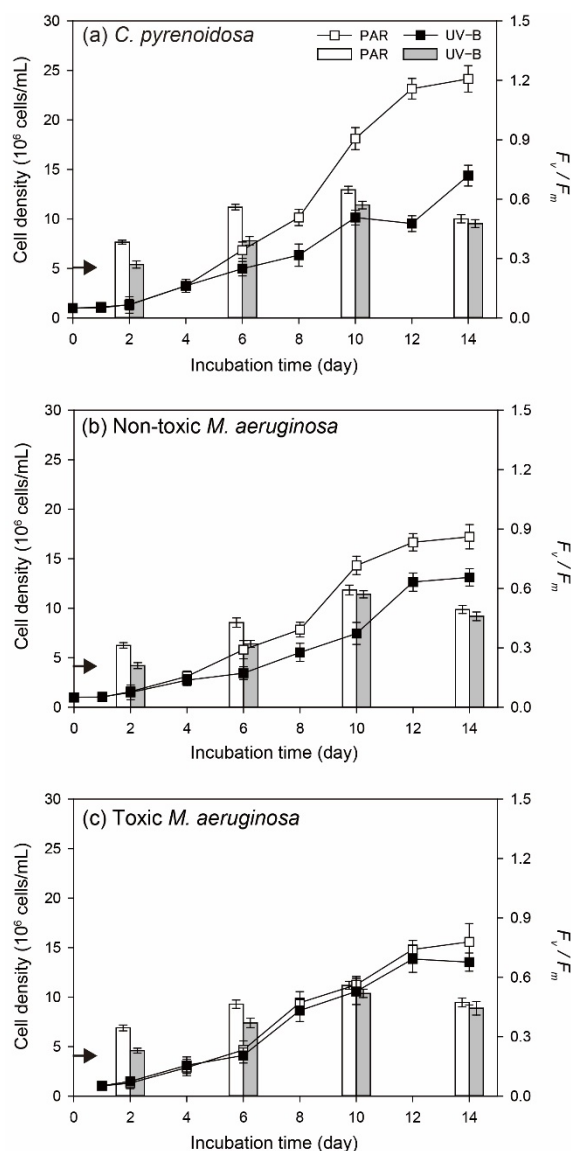 (a) C. pyrenoidosa
PAR UV−B
PAR UV−B
30
25
20
15
10
5
0
Cell density (10⁶ cells/mL)
1.5
1.2
0.9
0.6
0.3
0.0
Fᵥ / Fₘ
0 2 4 6 8 10 12 14
Incubation time (day)
(b) Non-toxic M. aeruginosa
30
25
20
15
10
5
0
Cell density (10⁶ cells/mL)
1.5
1.2
0.9
0.6
0.3
0.0
Fᵥ / Fₘ
0 2 4 6 8 10 12 14
Incubation time (day)
(c) Toxic M. aeruginosa
30
25
20
15
10
5
0
Cell density (10⁶ cells/mL)
1.5
1.2
0.9
0.6
0.3
0.0
Fᵥ / Fₘ
0 2 4 6 8 10 12 14
Incubation time (day)